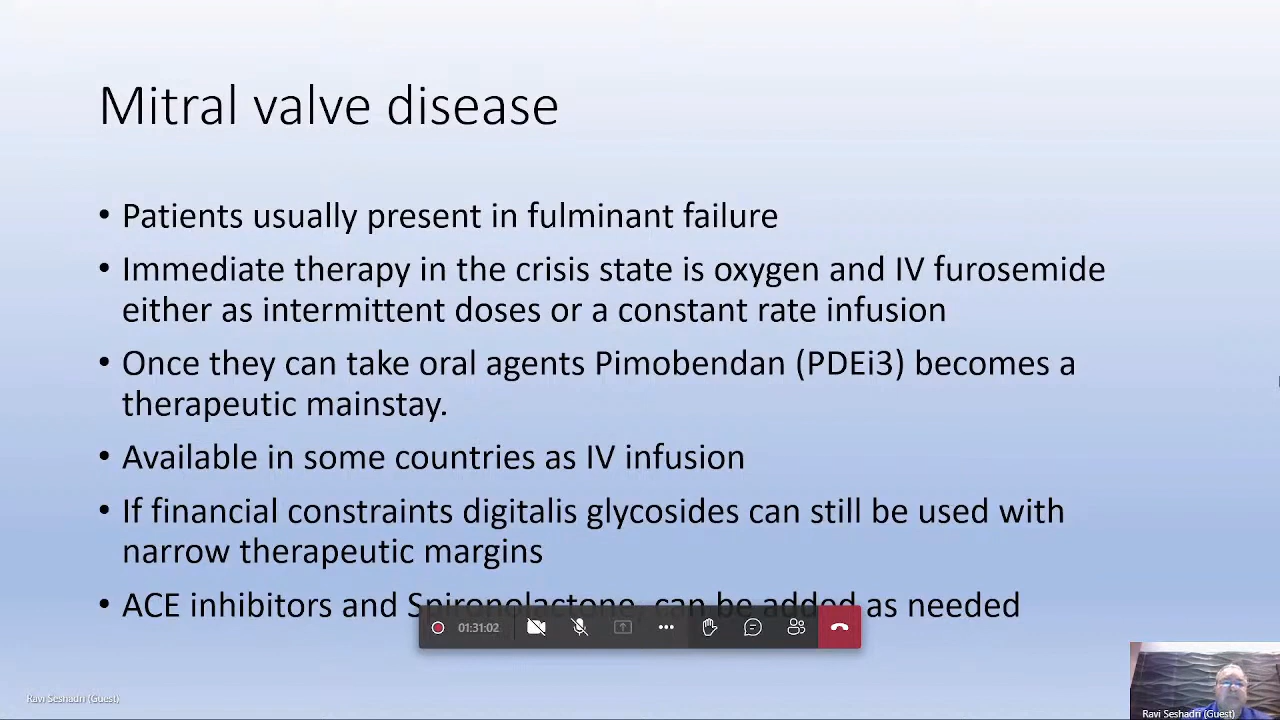 Mitral valve disease
• Patients usually present in fulminant failure
• Immediate therapy in the crisis state is oxygen and IV furosemide
either as intermittent doses or a constant rate infusion
• Once they can take oral agents Pimobendan (PDEi3) becomes a
therapeutic mainstay.
• Available in some countries as IV infusion
• If financial constraints digitalis glycosides can still be used with
narrow therapeutic margins
• ACE inhibitors and Spironolactone, can be added as needed
01:31:02
Ravi Seshadri (Guest)
Ravi Seshadri (Guest)